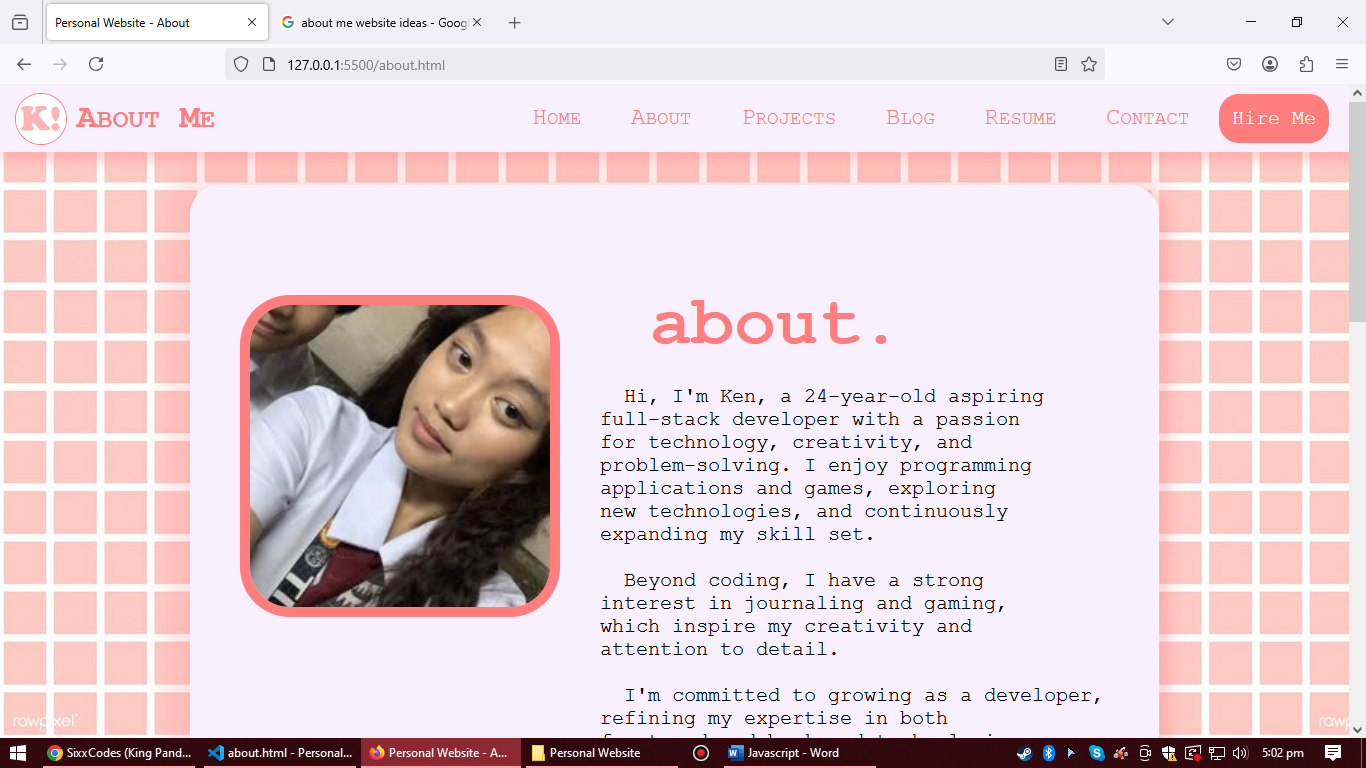 Personal Website - About
about me website ideas - Goog
127.0.0.1:5500/about.html
K! ABOUT ME
HOME
ABOUT
PROJECTS
BLOG
RESUME
CONTACT
Hire Me
about.
Hi, I'm Ken, a 24-year-old aspiring
full-stack developer with a passion
for technology, creativity, and
problem-solving. I enjoy programming
applications and games, exploring
new technologies, and continuously
expanding my skill set.
Beyond coding, I have a strong
interest in journaling and gaming,
which inspire my creativity and
attention to detail.
I'm committed to growing as a developer,
refining my expertise in both
rawpixel
rawp
SixxCodes (King Pand...
about.html - Personal...
Personal Website - A...
Personal Website
Javascript - Word
5:02 pm